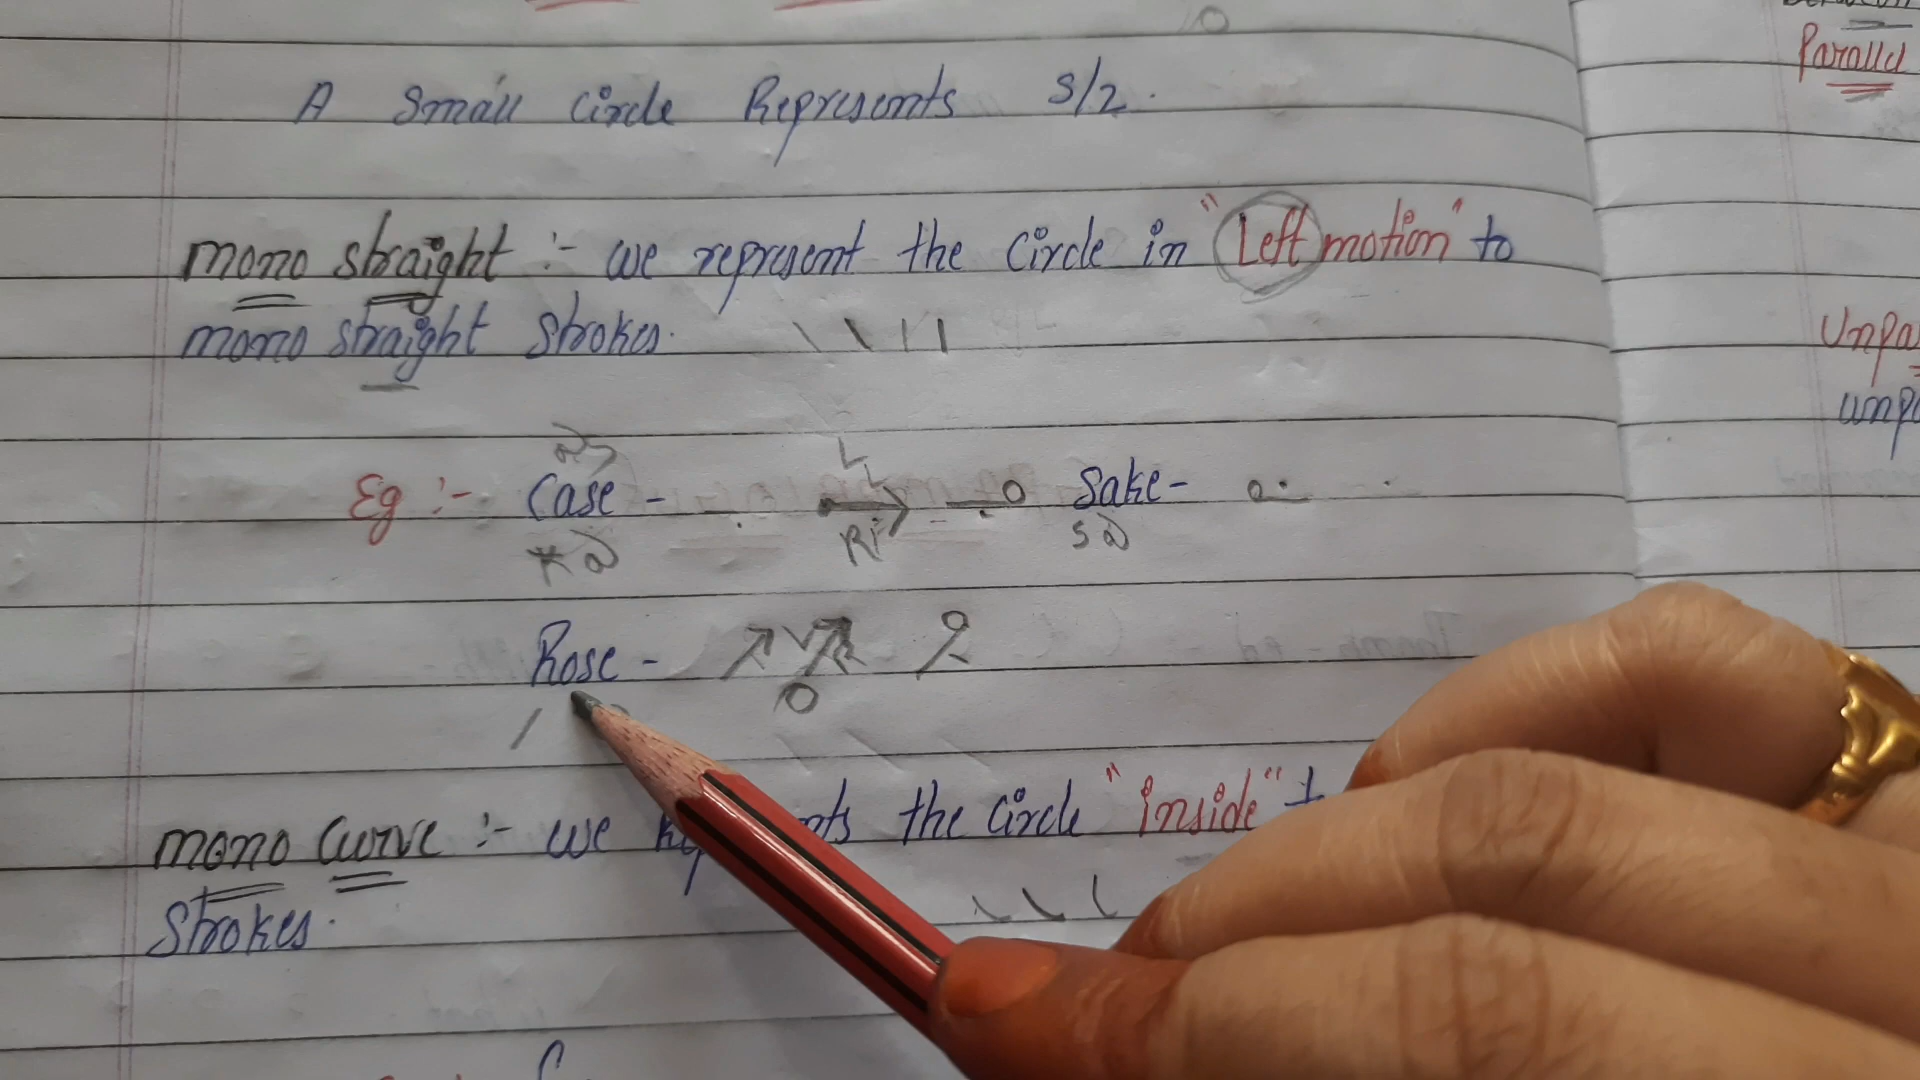 A Small Circle Represents S/Z.
mono straight :- we represent the Circle in "Left motion" to
mono straight Strokes.
Eg :- Case - Sake -
Rose -
mono Curve :- we the Circle "inside"
Strokes.
Parallel